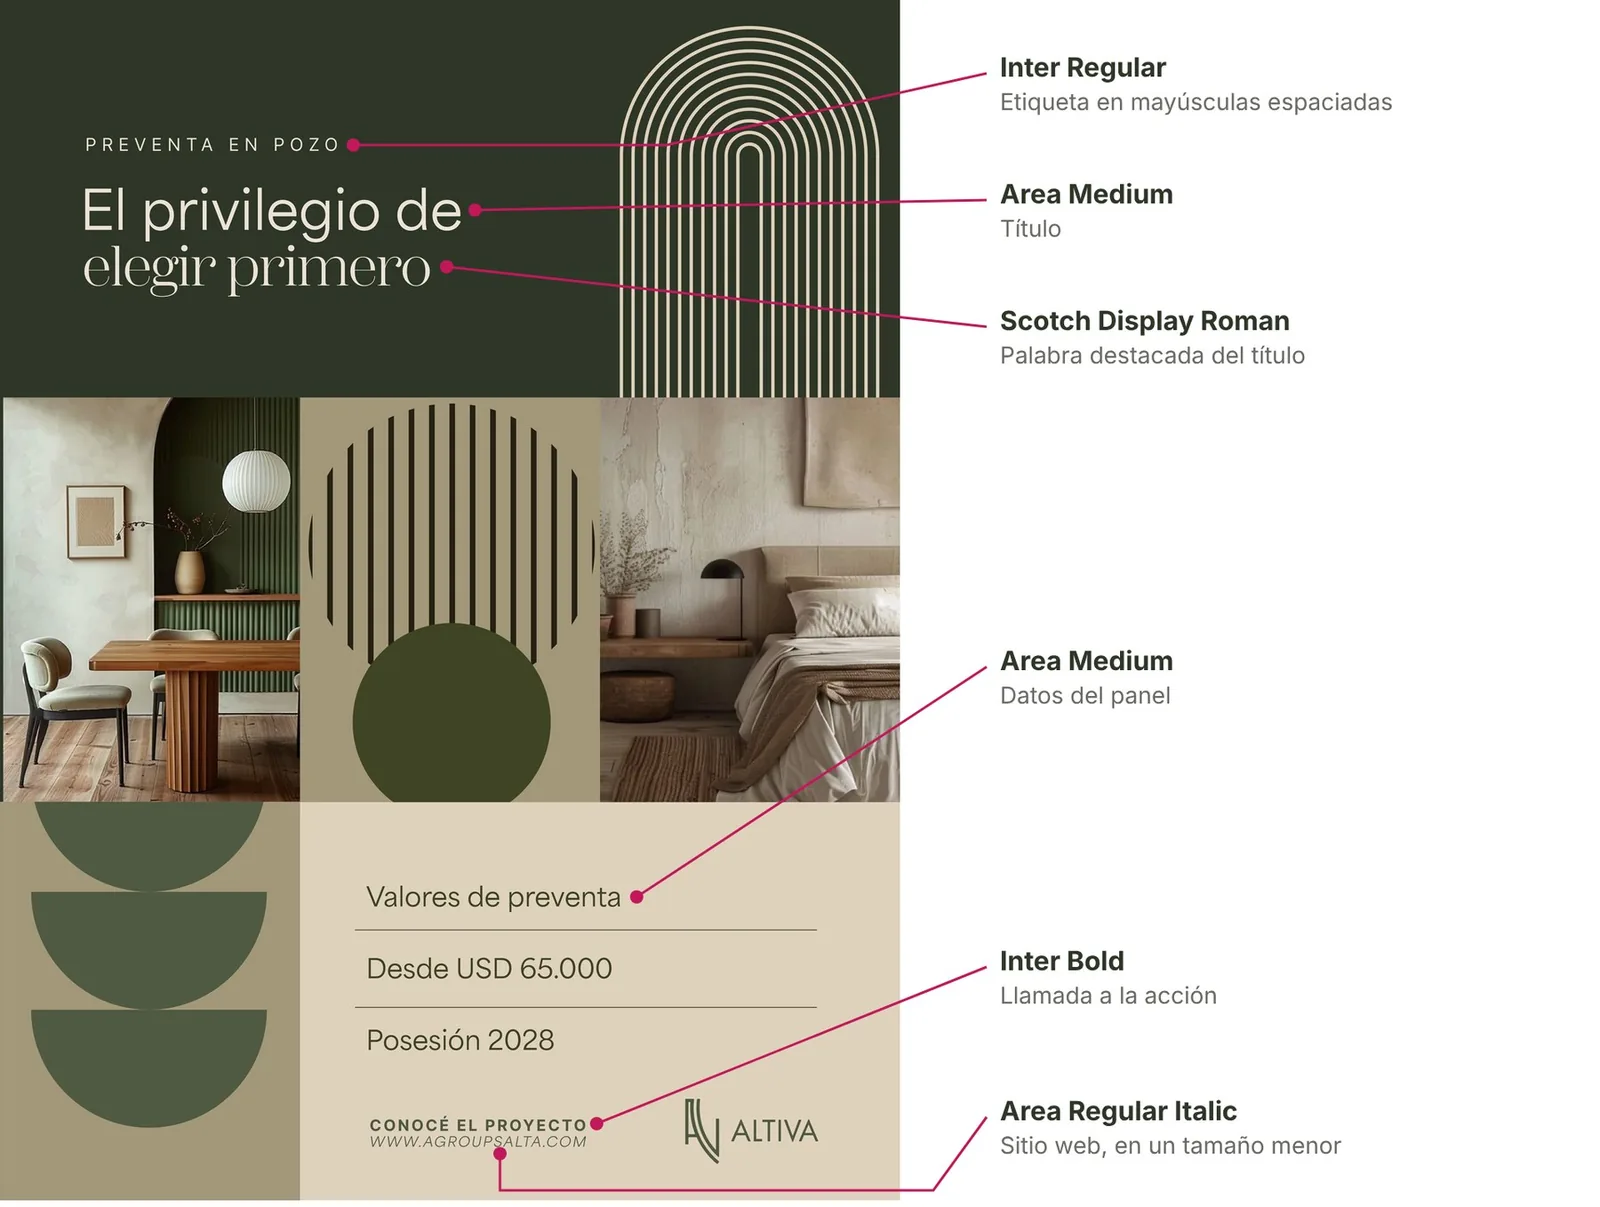 PREVENTA EN POZO
El privilegio de
elegir primero
Valores de preventa
Desde USD 65.000
Posesión 2028
CONOCÉ EL PROYECTO
WWW.AGROUPSALTA.COM
ALTIVA
Inter Regular
Etiqueta en mayúsculas espaciadas
Area Medium
Título
Scotch Display Roman
Palabra destacada del título
Area Medium
Datos del panel
Inter Bold
Llamada a la acción
Area Regular Italic
Sitio web, en un tamaño menor